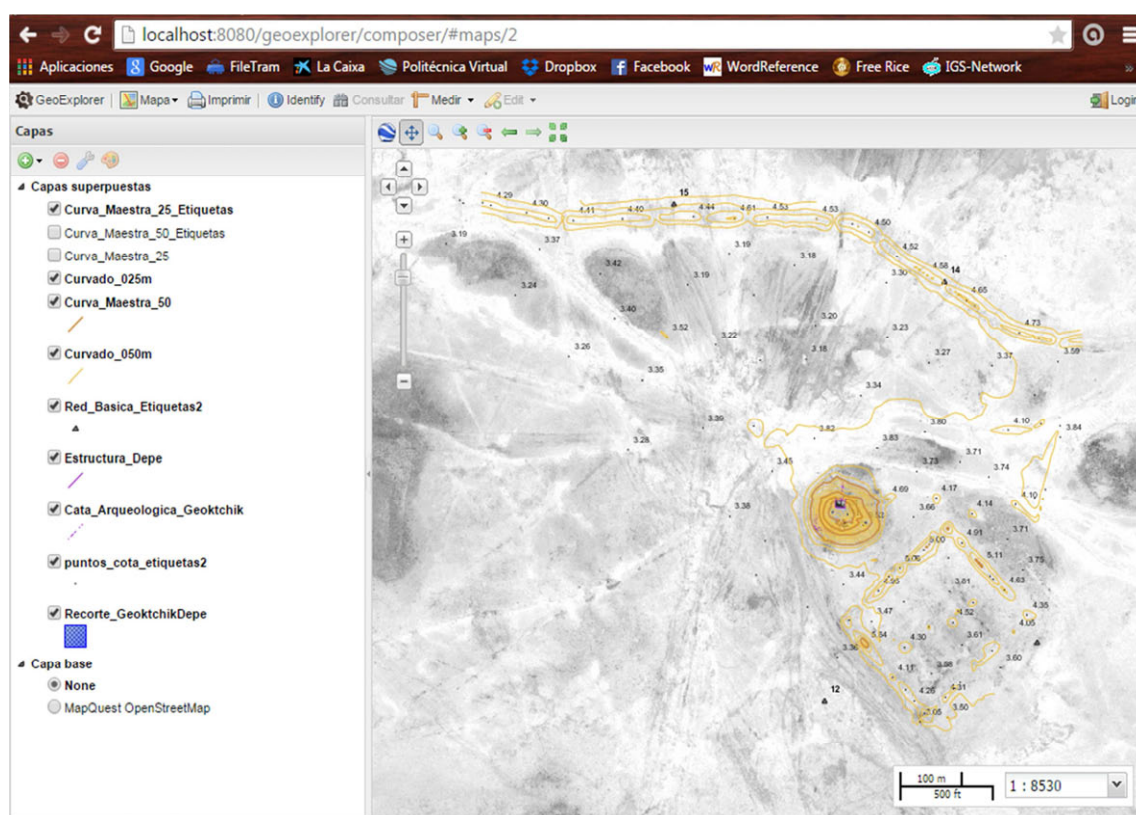 localhost:8080/geoexplorer/composer/#maps/2
Aplicaciones Google FileTram La Caixa Politécnica Virtual Dropbox Facebook WordReference Free Rice IGS-Network »
GeoExplorer Mapa Imprimir Identify Consultar Medir Edit Login
Capas
Capas superpuestas
Curva_Maestra_25_Etiquetas
Curva_Maestra_50_Etiquetas
Curva_Maestra_25
Curvado_025m
Curva_Maestra_50
Curvado_050m
Red_Basica_Etiquetas2
Estructura_Depe
Cata_Arqueologica_Geoktchik
puntos_cota_etiquetas2
Recorte_GeoktchikDepe
Capa base
None
MapQuest OpenStreetMap
15
4.29 4.30 4.41 4.40 4.44 4.61 4.53 4.53 4.50
3.19 3.37 3.19 3.18 4.52
3.42 3.19 3.30 4.58 14
3.24 4.65
3.40 3.52 3.20 3.23 4.73
3.26 3.22 3.18 3.27 3.37 3.59
3.35 3.34
3.39 3.82 3.80 4.10 3.84
3.28 3.83 3.71
3.45 3.73 3.74
4.69 4.17 4.10
3.38 3.66 4.14 3.71
5.00 4.91
5.06 5.11 3.75
3.44 4.95 3.81 4.63
3.47 4.52 4.35
5.54 4.30 3.61 4.05
3.36 4.11 3.98 3.60
12 4.26 4.31
3.05 3.50
100 m
500 ft
1 : 8530